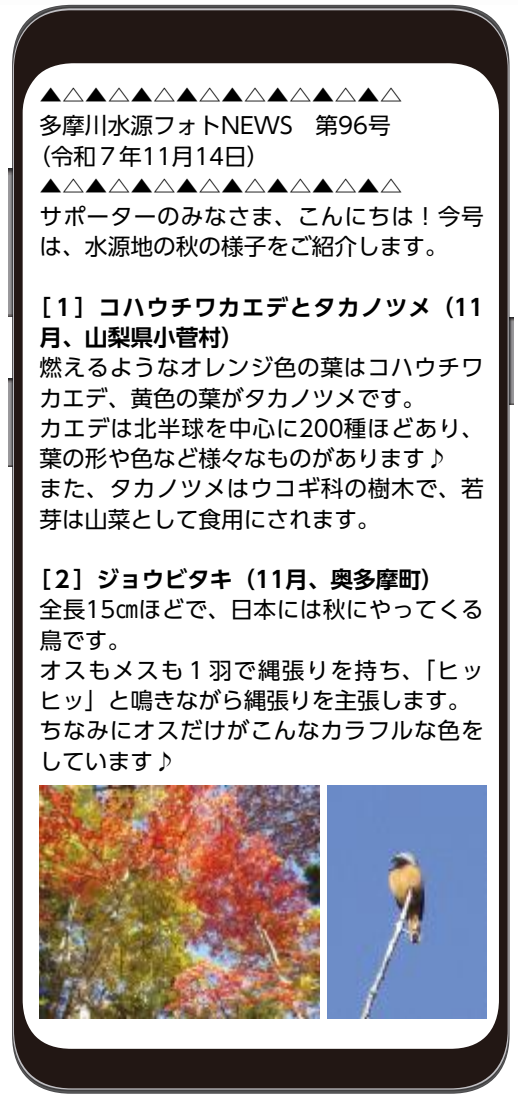 ▲△▲△▲△▲△▲△▲△▲△▲△
多摩川水源フォトNEWS　第96号
（令和７年11月14日）
▲△▲△▲△▲△▲△▲△▲△▲△
サポーターのみなさま、こんにちは！今号
は、水源地の秋の様子をご紹介します。
［１］コハウチワカエデとタカノツメ（11
月、山梨県小菅村）
燃えるようなオレンジ色の葉はコハウチワ
カエデ、黄色の葉がタカノツメです。
カエデは北半球を中心に200種ほどあり、
葉の形や色など様々なものがあります♪
また、タカノツメはウコギ科の樹木で、若
芽は山菜として食用にされます。
［２］ジョウビタキ（11月、奥多摩町）
全長15㎝ほどで、日本には秋にやってくる
鳥です。
オスもメスも１羽で縄張りを持ち、「ヒッ
ヒッ」と鳴きながら縄張りを主張します。
ちなみにオスだけがこんなカラフルな色を
しています♪